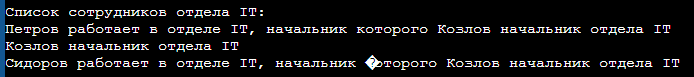 Список сотрудников отдела IT:
Петров работает в отделе IT, начальник которого Козлов начальник отдела IT
Козлов начальник отдела IT
Сидоров работает в отделе IT, начальник �оторого Козлов начальник отдела IT